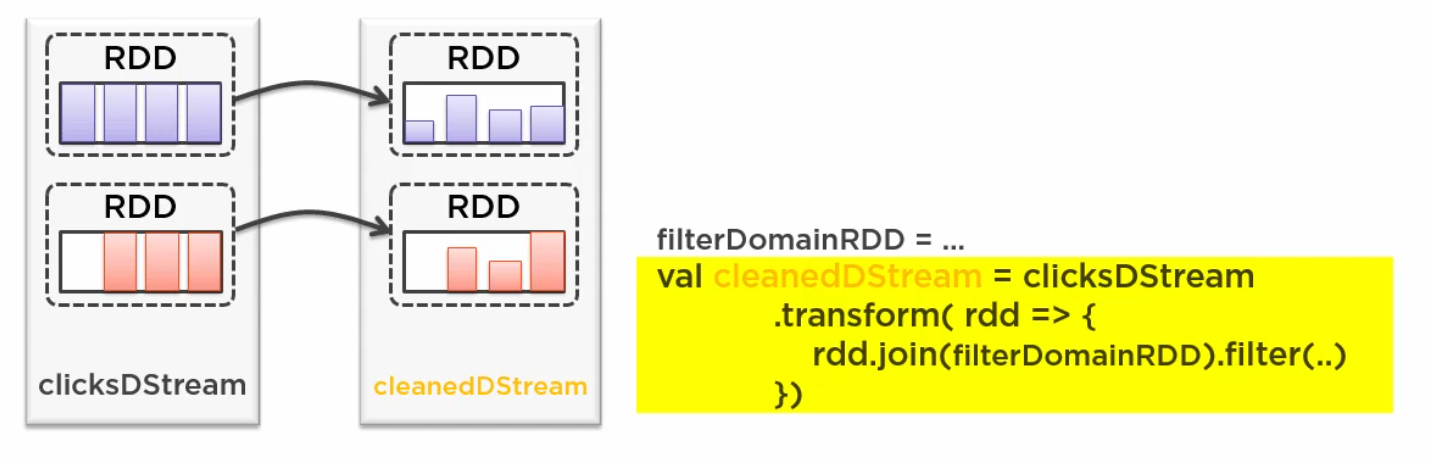 RDD
RDD
RDD
RDD
clicksDStream
cleanedDStream
filterDomainRDD = ...
val cleanedDStream = clicksDStream
.transform( rdd => {
rdd.join(filterDomainRDD).filter(..)
})